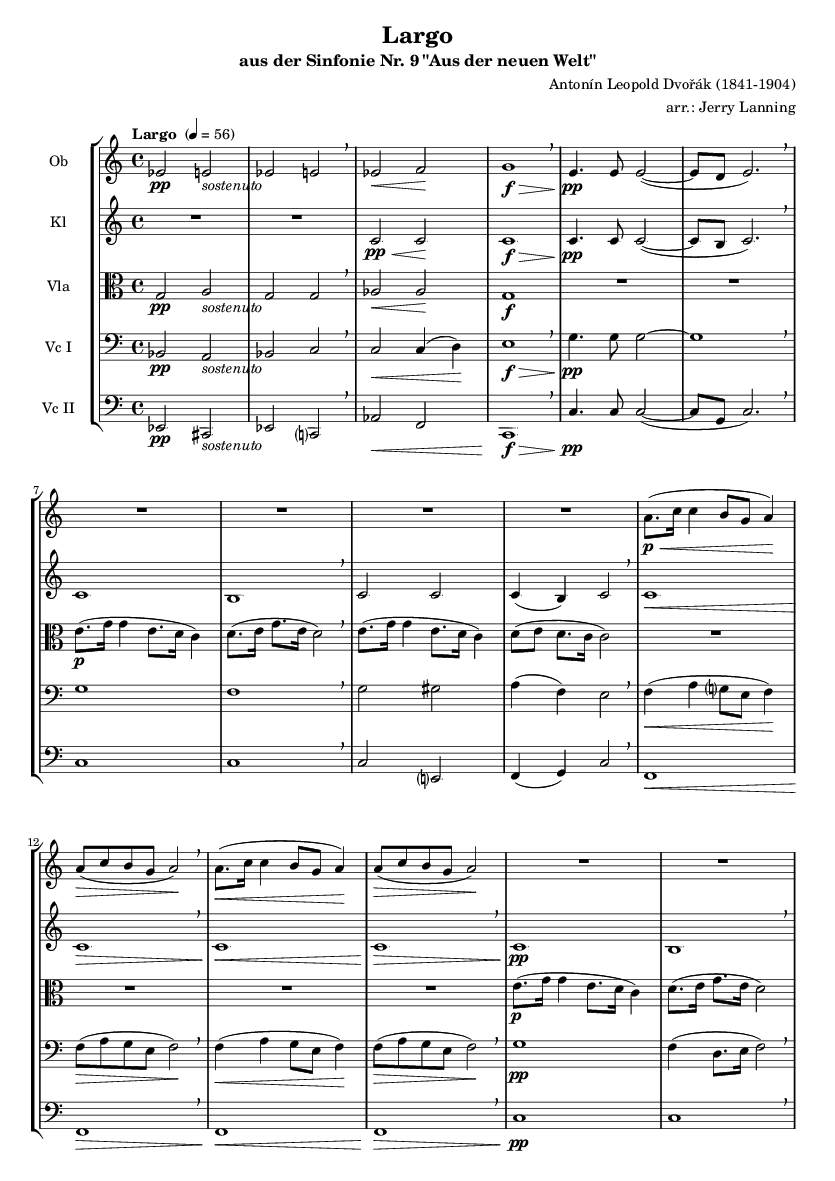 Largo
aus der Sinfonie Nr. 9 "Aus der neuen Welt"
Antonín Leopold Dvořák (1841-1904)
arr.: Jerry Lanning
Largo (♩ = 56)
Ob
pp sostenuto f pp
Kl
pp f pp
Vla
pp sostenuto f
Vc I
pp sostenuto f pp
Vc II
pp sostenuto f pp
7
p
p
12
pp
p
pp
pp